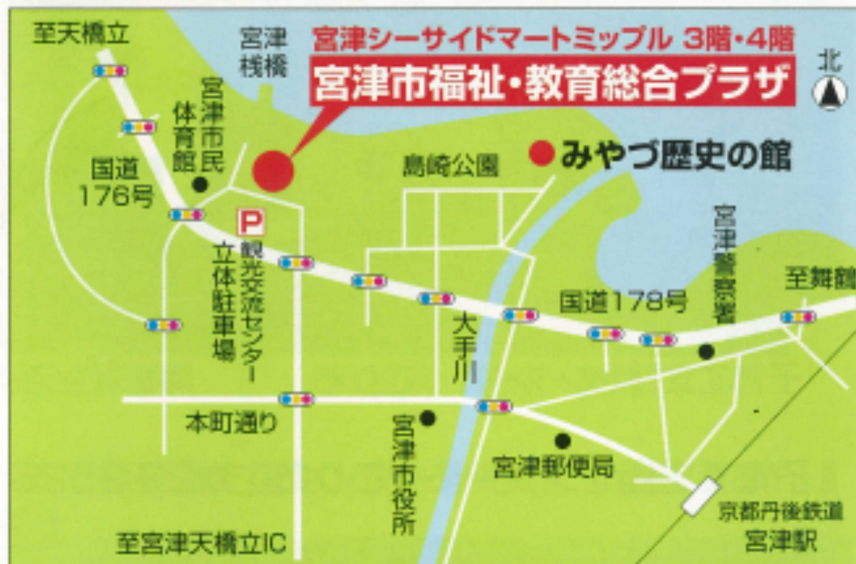 至天橋立
宮津
桟橋
宮津シーサイドマートミップル 3階・4階
宮津市福祉・教育総合プラザ
北
宮津市民
体育館
国道
176号
島崎公園
みやづ歴史の館
P
観光交流センター
立体駐車場
大手川
国道178号
宮津警察署
至舞鶴
本町通り
宮津市役所
宮津郵便局
京都丹後鉄道
宮津駅
至宮津天橋立IC